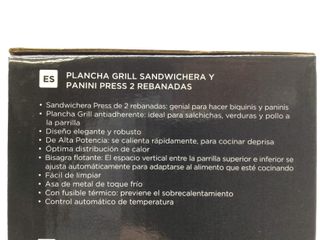 ES
PLANCHA GRILL SANDWICHERA Y
PANINI PRESS 2 REBANADAS
• Sandwichera Press de 2 rebanadas: genial para hacer biquinis y paninis
• Plancha Grill antiadherente: ideal para salchichas, verduras y pollo a
la parrilla
• Diseño elegante y robusto
• De Alta Potencia: se calienta rápidamente, para cocinar deprisa
• Óptima distribución de calor
• Bisagra flotante: El espacio vertical entre la parrilla superior e inferior se
ajusta automáticamente para adaptarse al alimento que esté cocinando
• Fácil de limpiar
• Asa de metal de toque frío
• Con fusible térmico: previene el sobrecalentamiento
• Control automático de temperatura